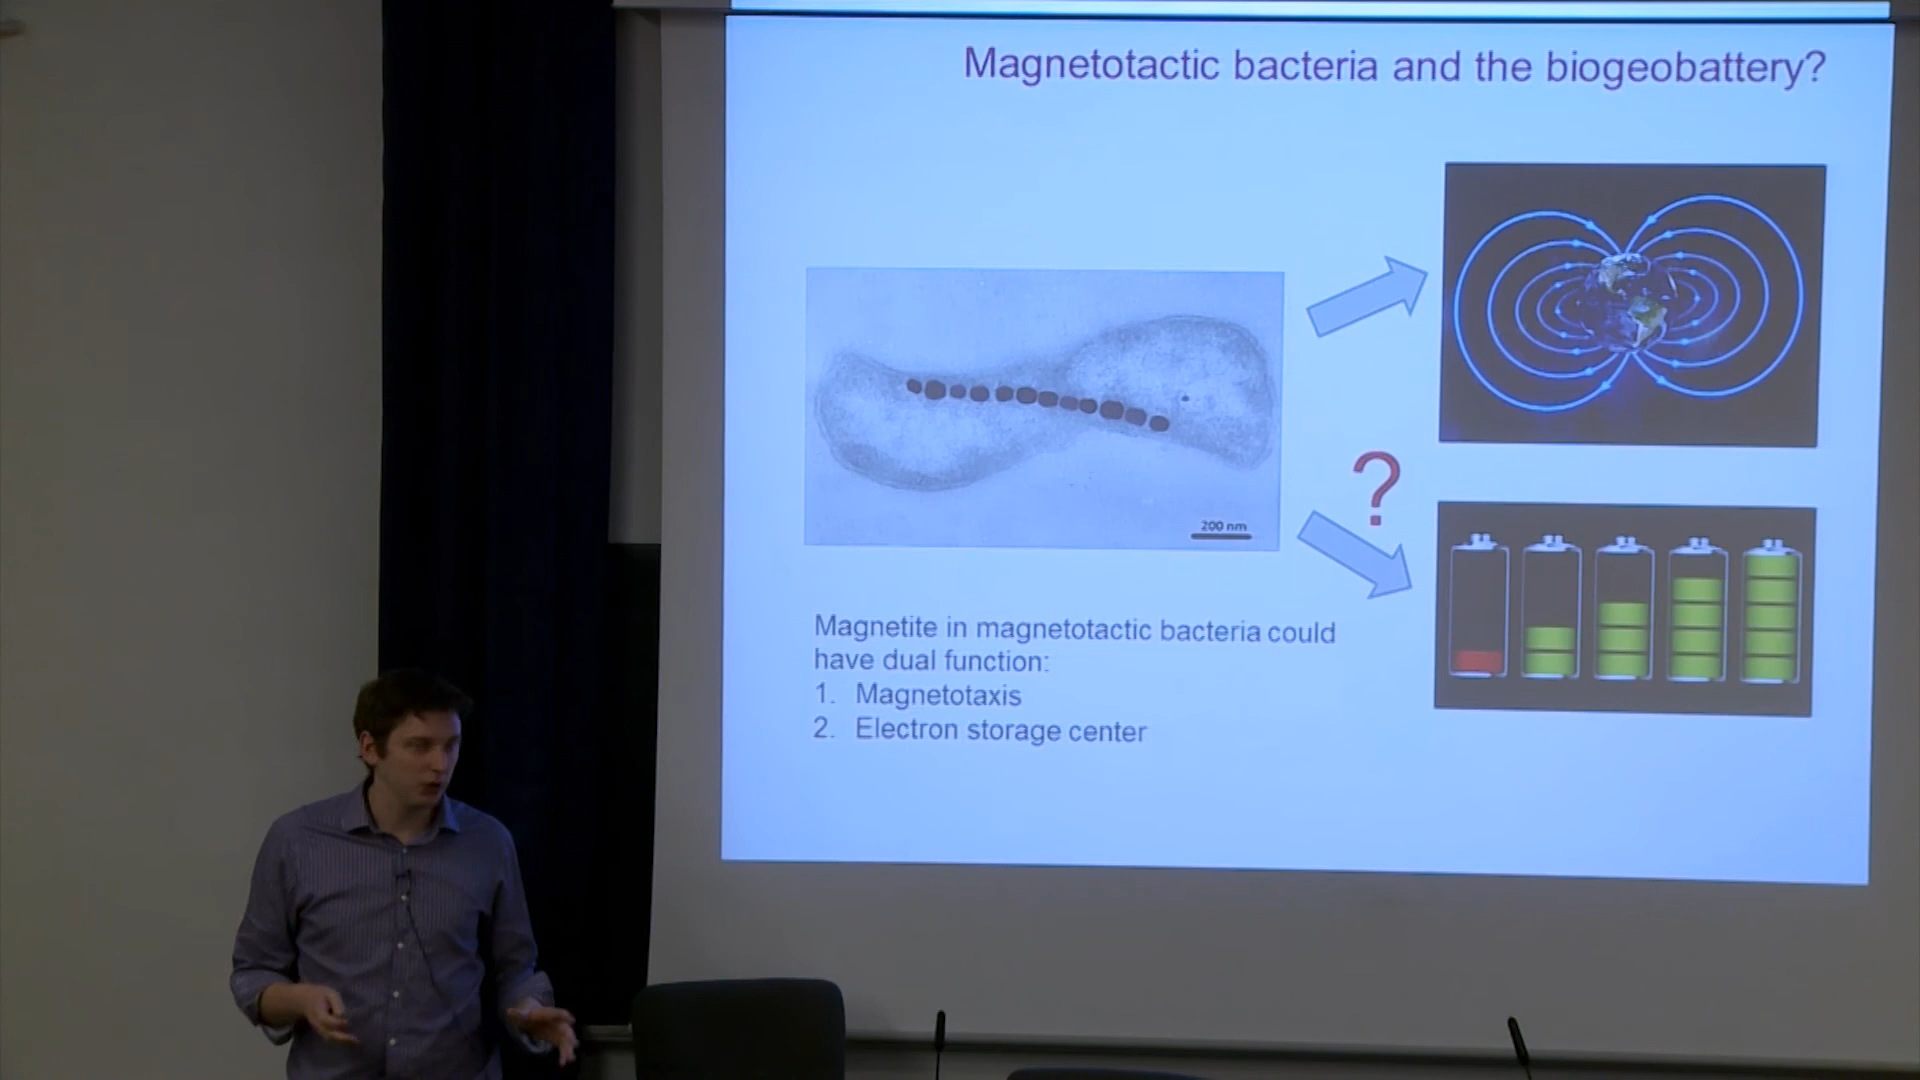 Magnetotactic bacteria and the biogeobattery?
?
200 nm
Magnetite in magnetotactic bacteria could
have dual function:
1. Magnetotaxis
2. Electron storage center